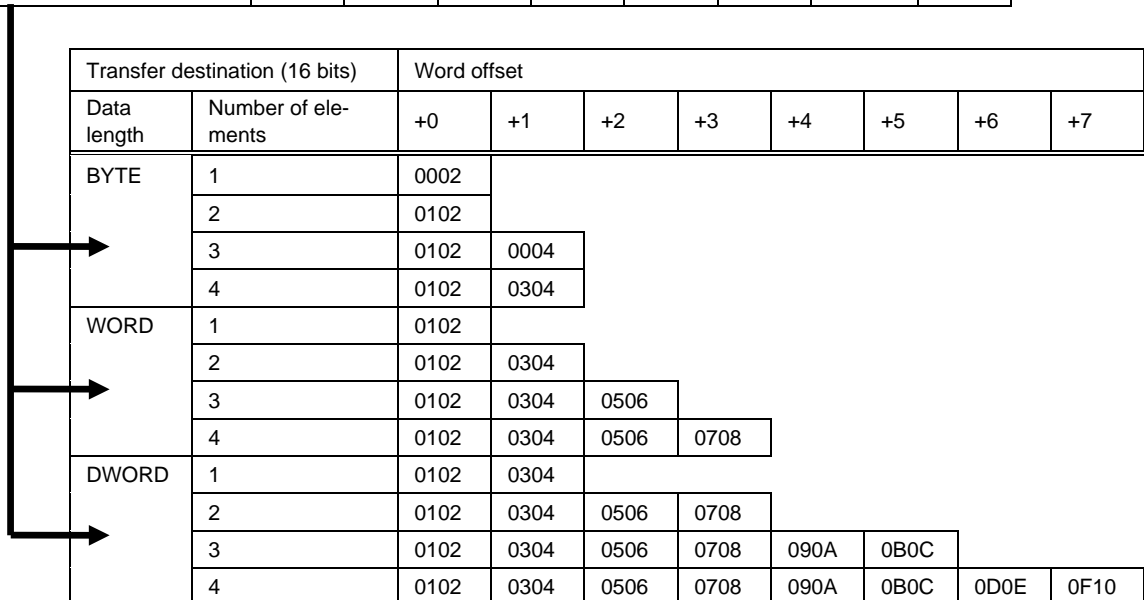 Transfer destination (16 bits) Word offset
Data length Number of ele-ments +0 +1 +2 +3 +4 +5 +6 +7
BYTE 1 0002
2 0102
3 0102 0004
4 0102 0304
WORD 1 0102
2 0102 0304
3 0102 0304 0506
4 0102 0304 0506 0708
DWORD 1 0102 0304
2 0102 0304 0506 0708
3 0102 0304 0506 0708 090A 0B0C
4 0102 0304 0506 0708 090A 0B0C 0D0E 0F10